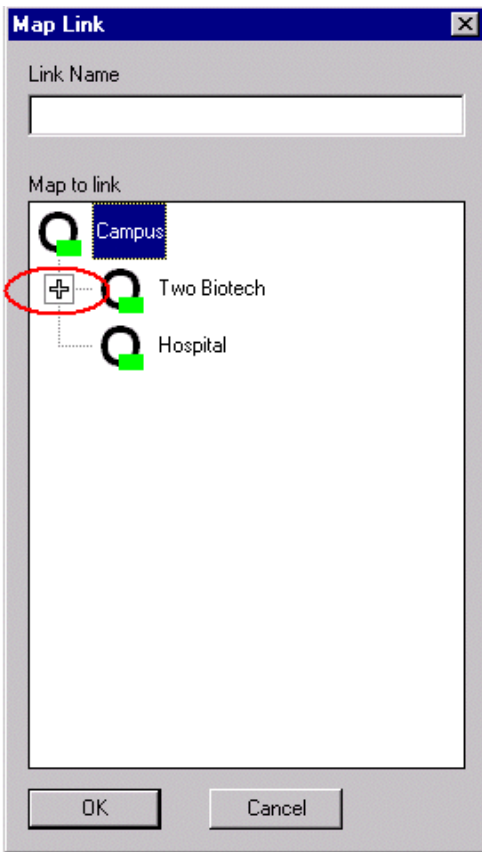 Map Link
Link Name
Map to link
Campus
Two Biotech
Hospital
OK Cancel